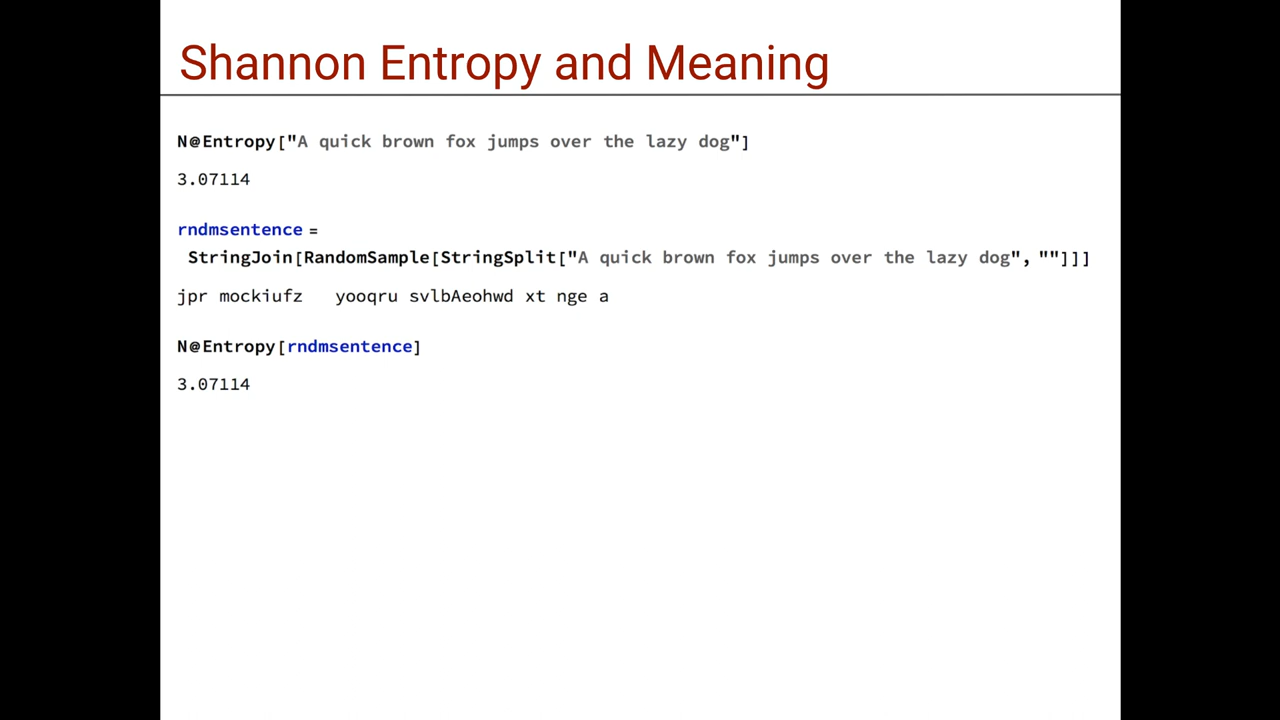 Shannon Entropy and Meaning
N@Entropy["A quick brown fox jumps over the lazy dog"]
3.07114
rndmsentence =
StringJoin[RandomSample[StringSplit["A quick brown fox jumps over the lazy dog", ""]]]
jpr mockiufz   yooqru svlbAeohwd xt nge a
N@Entropy[rndmsentence]
3.07114